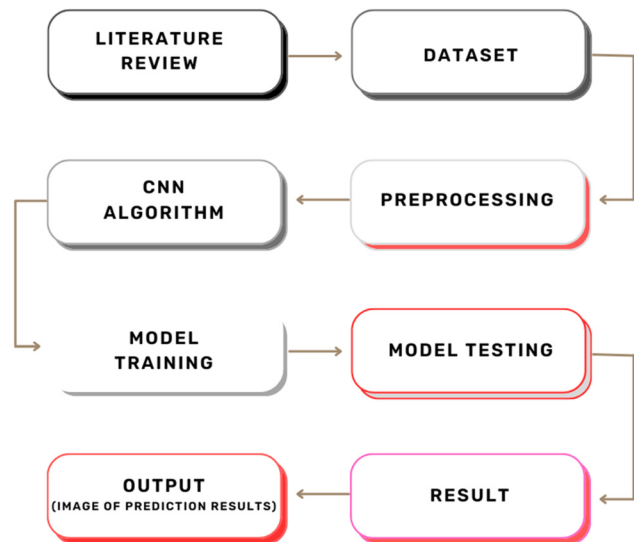 LITERATURE
REVIEW
DATASET
PREPROCESSING
CNN
ALGORITHM
MODEL
TRAINING
MODEL TESTING
RESULT
OUTPUT
(IMAGE OF PREDICTION RESULTS)